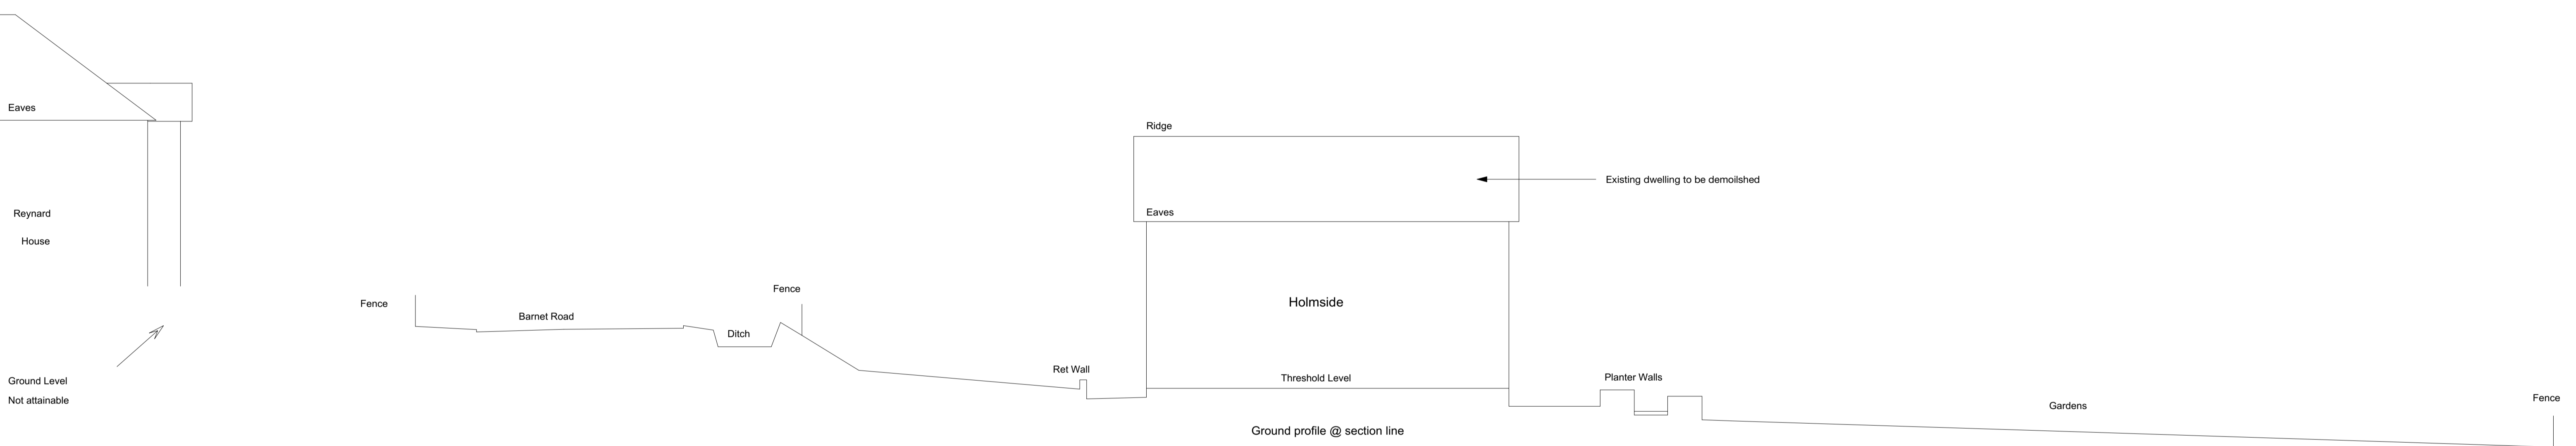 Eaves
Reynard
House
Ground Level
Not attainable
Fence
Barnet Road
Ditch
Fence
Ret Wall
Ridge
Eaves
Existing dwelling to be demoilshed
Holmside
Threshold Level
Ground profile @ section line
Planter Walls
Gardens
Fence